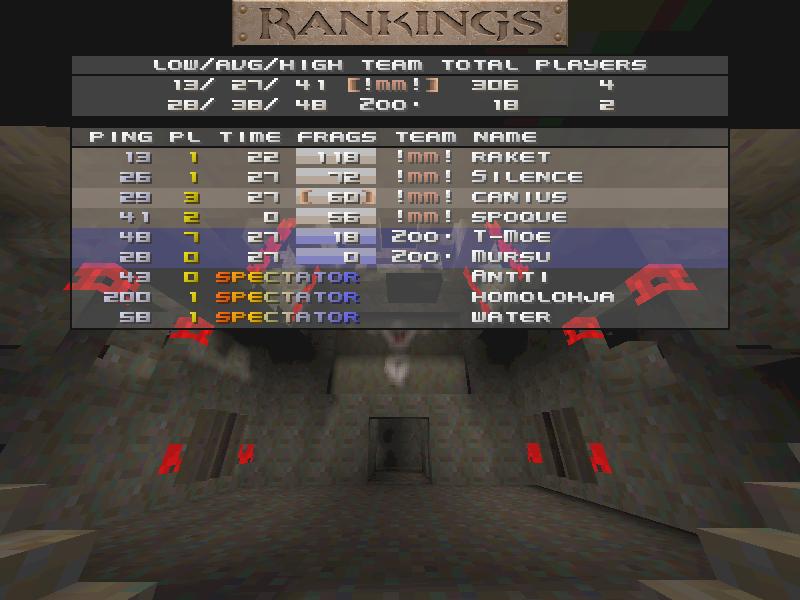 RANKINGS
LOW/AVG/HIGH TEAM TOTAL PLAYERS
13/ 27/ 41 [!mm!] 306 4
28/ 38/ 48 Zoo· 18 2
PING PL TIME FRAGS TEAM NAME
13 1 22 118 !mm! RAKET
26 1 27 72 !mm! SILENCE
29 3 27 [ 60] !mm! CANIUS
41 2 0 56 !mm! SPOQUE
48 7 27 18 Zoo· T-MOE
28 0 27 0 Zoo· MURSU
43 0 SPECTATOR ANTTI
200 1 SPECTATOR HOMOLOHJA
58 1 SPECTATOR WATER